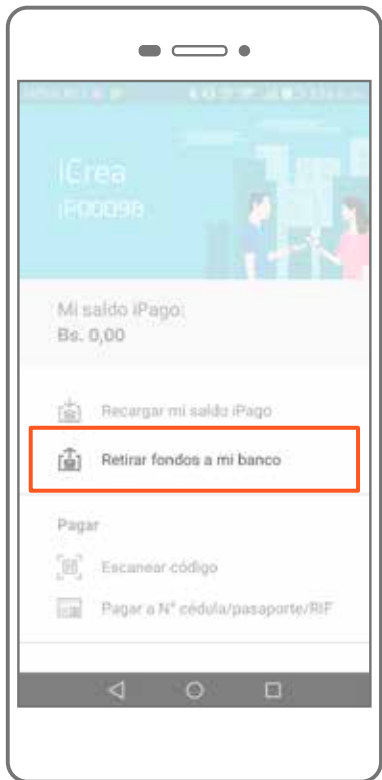 iCrea
iP00098
Mi saldo iPago:
Bs. 0,00
Recargar mi saldo iPago
Retirar fondos a mi banco
Pagar
Escanear código
Pagar a N° cédula/pasaporte/RIF